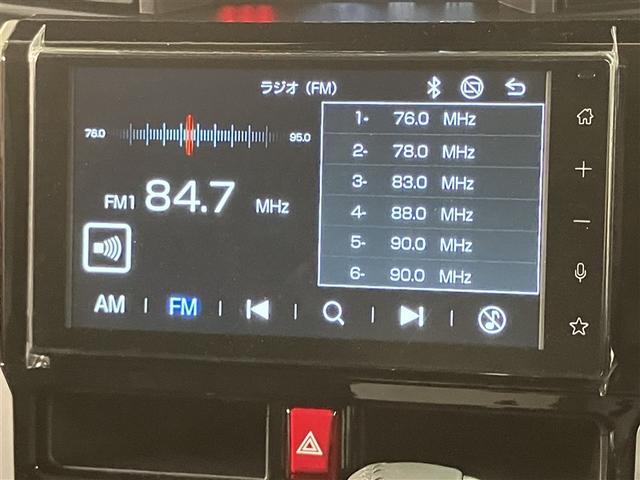 ラジオ (FM)
76.0 95.0
FM1 84.7 MHz
1- 76.0 MHz
2- 78.0 MHz
3- 83.0 MHz
4- 88.0 MHz
5- 90.0 MHz
6- 90.0 MHz
AM FM